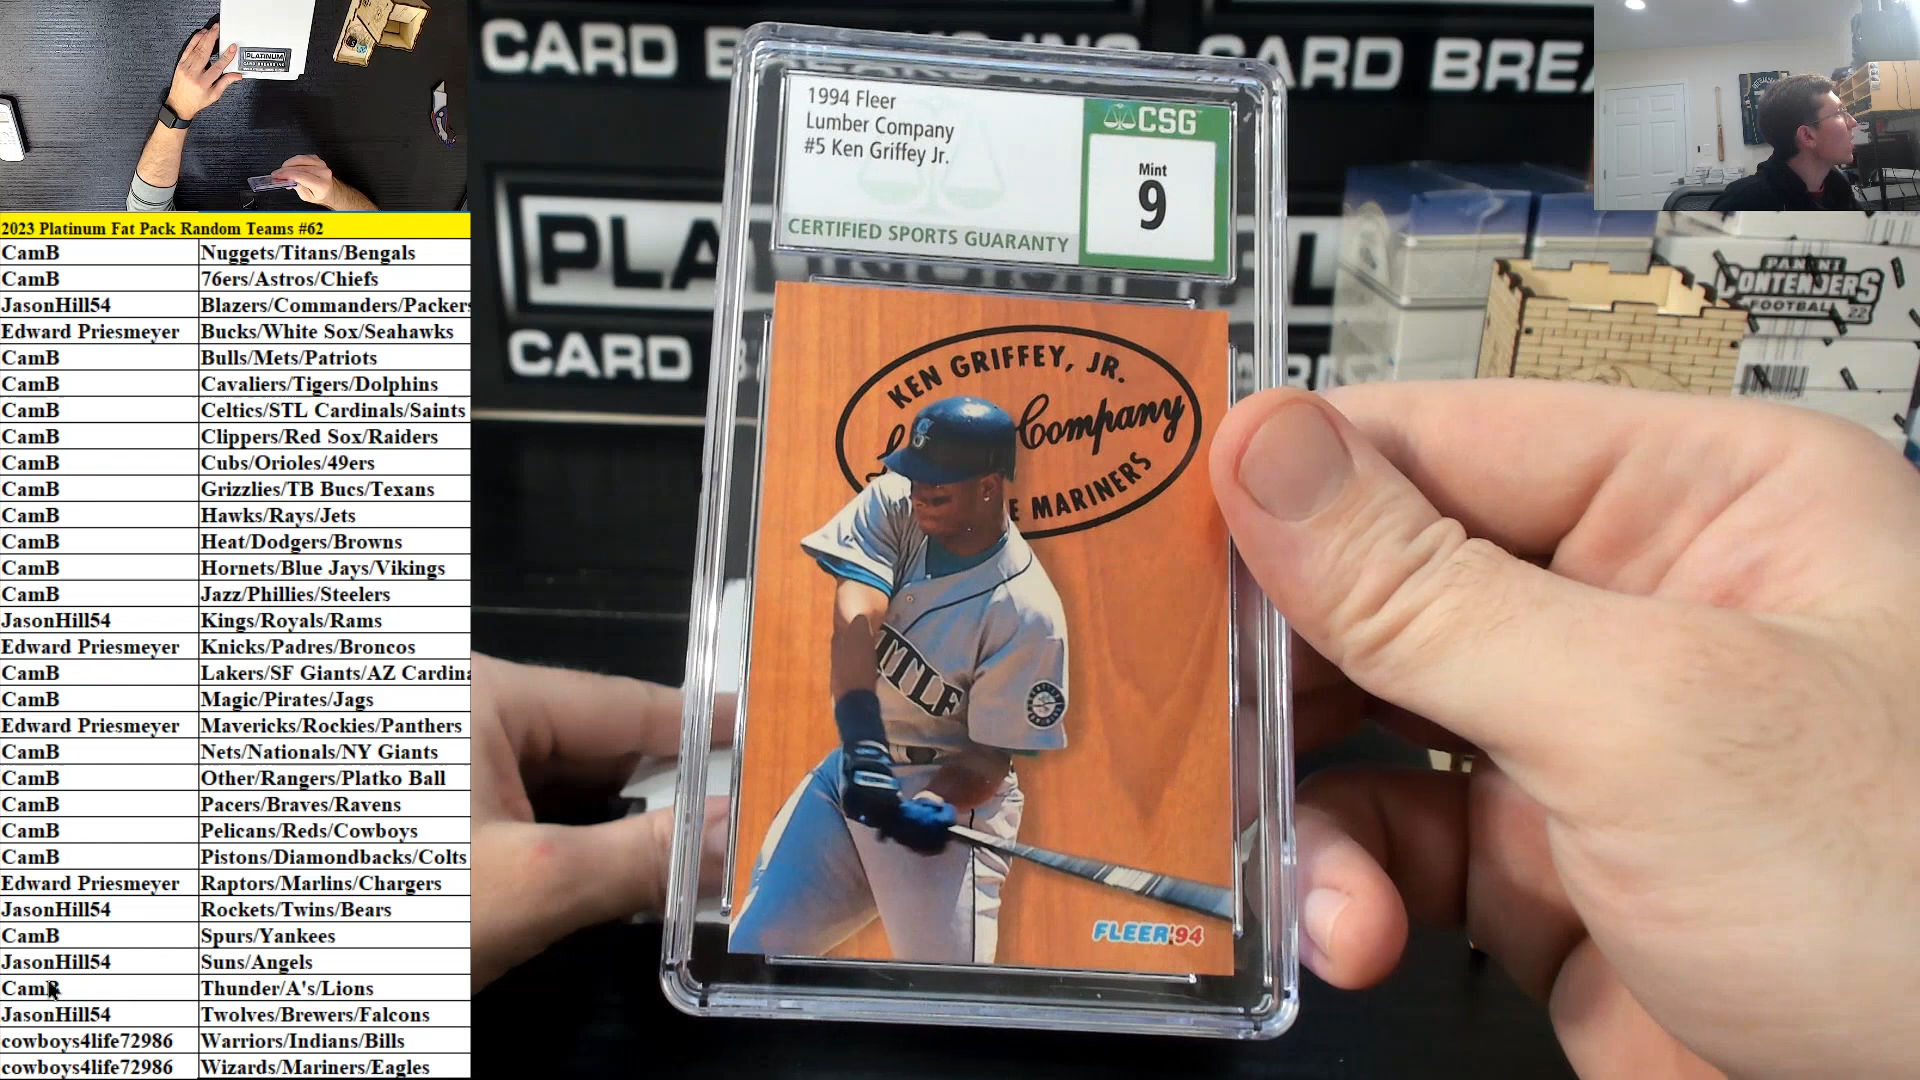 PLATINUM
2023 Platinum Fat Pack Random Teams #62
CamB Nuggets/Titans/Bengals
CamB 76ers/Astros/Chiefs
JasonHill54 Blazers/Commanders/Packers
Edward Priesmeyer Bucks/White Sox/Seahawks
CamB Bulls/Mets/Patriots
CamB Cavaliers/Tigers/Dolphins
CamB Celtics/STL Cardinals/Saints
CamB Clippers/Red Sox/Raiders
CamB Cubs/Orioles/49ers
CamB Grizzlies/TB Bucs/Texans
CamB Hawks/Rays/Jets
CamB Heat/Dodgers/Browns
CamB Hornets/Blue Jays/Vikings
CamB Jazz/Phillies/Steelers
JasonHill54 Kings/Royals/Rams
Edward Priesmeyer Knicks/Padres/Broncos
CamB Lakers/SF Giants/AZ Cardina
CamB Magic/Pirates/Jags
Edward Priesmeyer Mavericks/Rockies/Panthers
CamB Nets/Nationals/NY Giants
CamB Other/Rangers/Platko Ball
CamB Pacers/Braves/Ravens
CamB Pelicans/Reds/Cowboys
CamB Pistons/Diamondbacks/Colts
Edward Priesmeyer Raptors/Marlins/Chargers
JasonHill54 Rockets/Twins/Bears
CamB Spurs/Yankees
JasonHill54 Suns/Angels
CamB Thunder/A's/Lions
JasonHill54 Twolves/Brewers/Falcons
cowboys4life72986 Warriors/Indians/Bills
cowboys4life72986 Wizards/Mariners/Eagles
CARD BREA
1994 Fleer
Lumber Company
#5 Ken Griffey Jr.
CERTIFIED SPORTS GUARANTY
CSG
Mint
9
CARD
KEN GRIFFEY, JR.
Company
E MARINERS
TTLE
FLEER '94
PANINI
CONTENDERS
FOOTBALL 22